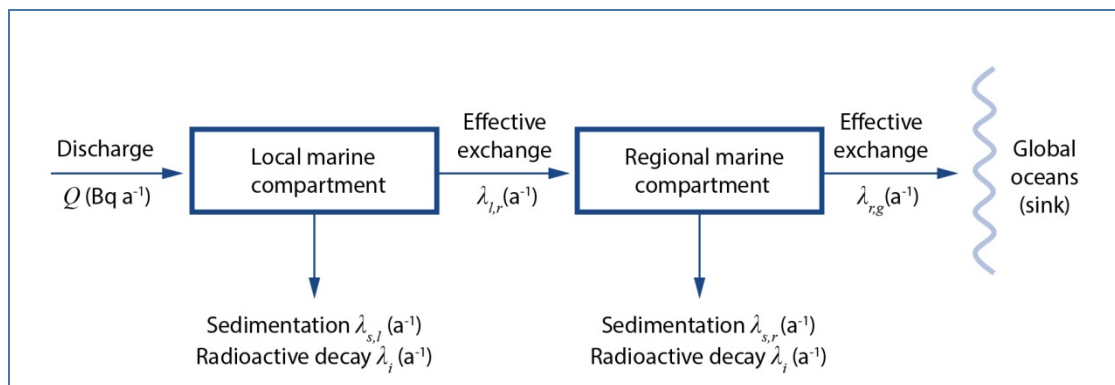 Discharge
Q (Bq a⁻¹)
Local marine
compartment
Effective
exchange
λl,r(a⁻¹)
Regional marine
compartment
Effective
exchange
λr,g(a⁻¹)
Global
oceans
(sink)
Sedimentation λs,l(a⁻¹)
Radioactive decay λi (a⁻¹)
Sedimentation λs,r(a⁻¹)
Radioactive decay λi (a⁻¹)